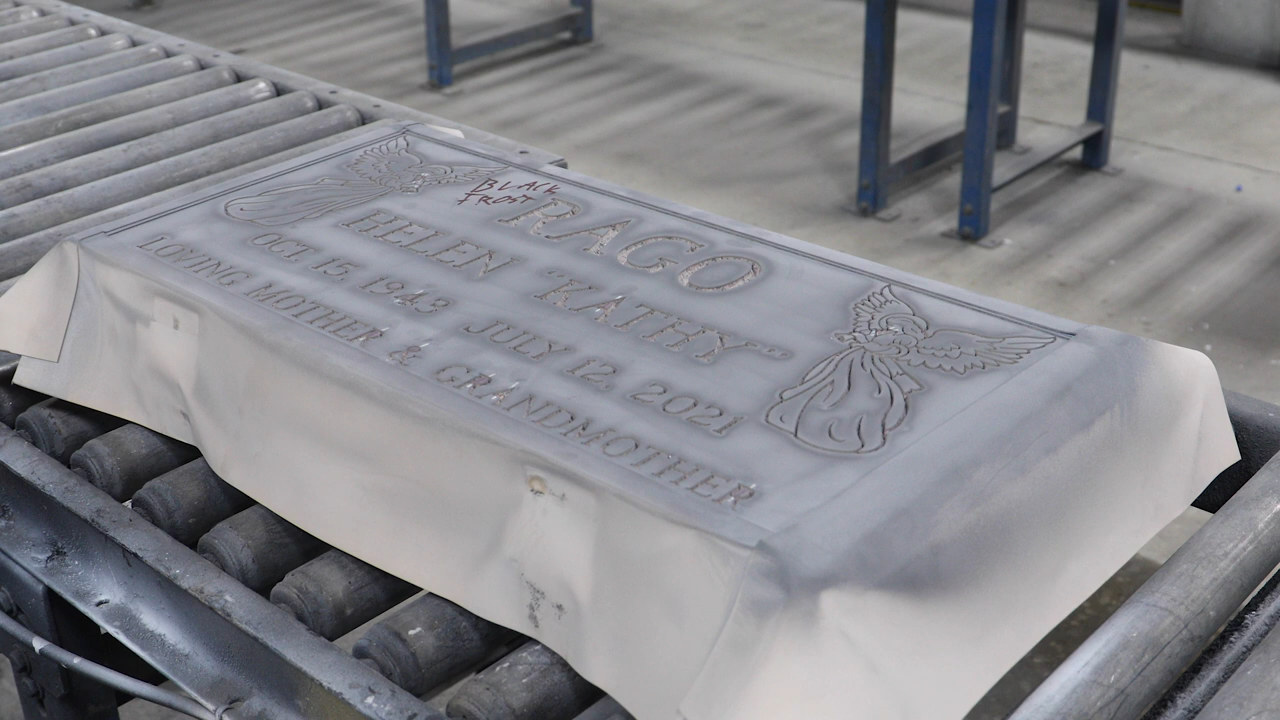 BLACK
FROST
RAGO
HELEN "KATHY"
OCT 15, 1943 JULY 12, 2021
LOVING MOTHER & GRANDMOTHER